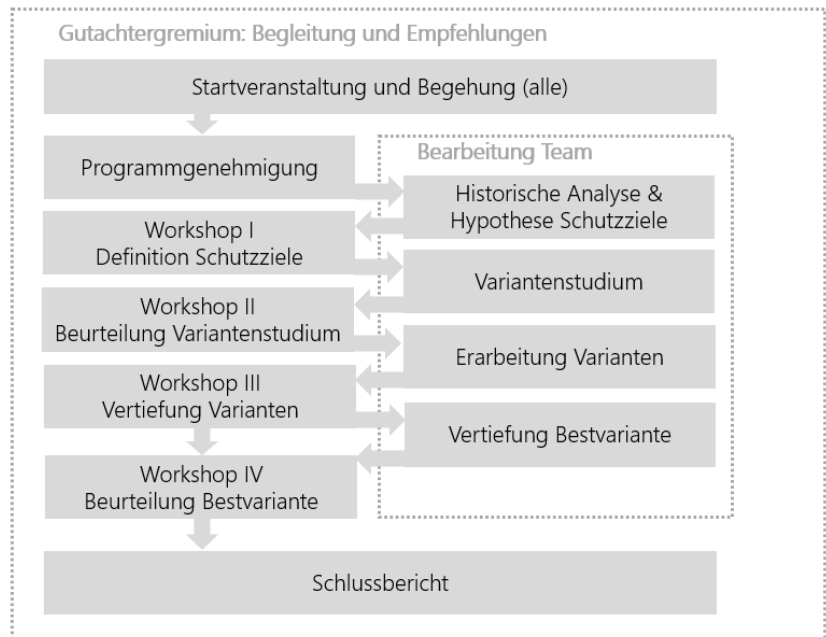 Gutachtergremium: Begleitung und Empfehlungen
Startveranstaltung und Begehung (alle)
Programmgenehmigung
Bearbeitung Team
Historische Analyse &
Hypothese Schutzziele
Workshop I
Definition Schutzziele
Variantenstudium
Workshop II
Beurteilung Variantenstudium
Erarbeitung Varianten
Workshop III
Vertiefung Varianten
Vertiefung Bestvariante
Workshop IV
Beurteilung Bestvariante
Schlussbericht